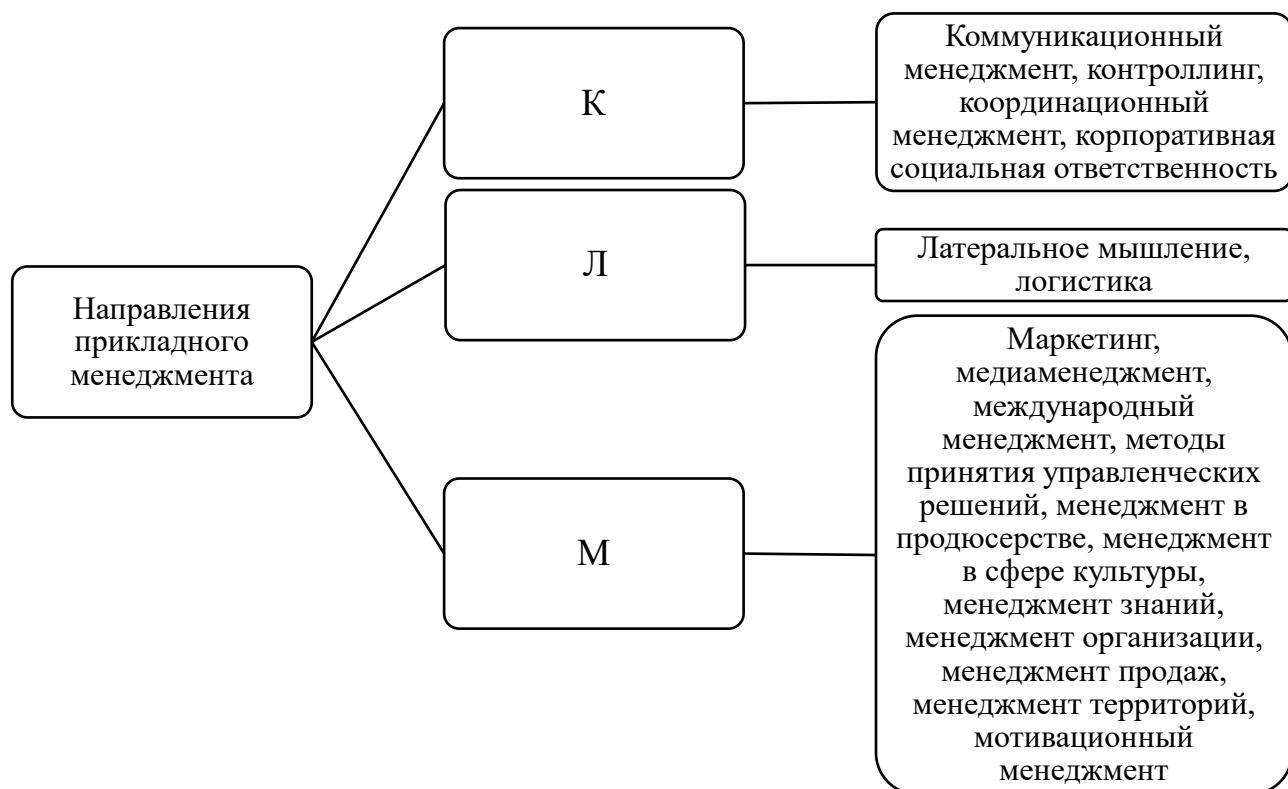 Направления
прикладного
менеджмента
К
Коммуникационный
менеджмент, контроллинг,
координационный
менеджмент, корпоративная
социальная ответственность
Л
Латеральное мышление,
логистика
М
Маркетинг,
медиаменеджмент,
международный
менеджмент, методы
принятия управленческих
решений, менеджмент в
продюсерстве, менеджмент
в сфере культуры,
менеджмент знаний,
менеджмент организации,
менеджмент продаж,
менеджмент территорий,
мотивационный
менеджмент